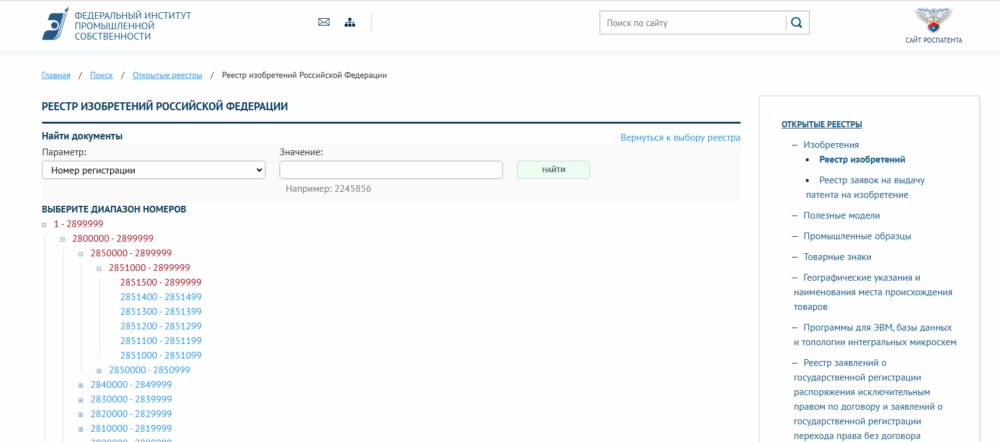 ФЕДЕРАЛЬНЫЙ ИНСТИТУТ
ПРОМЫШЛЕННОЙ
СОБСТВЕННОСТИ
Поиск по сайту
САЙТ РОСПАТЕНТА
Главная / Поиск / Открытые реестры / Реестр изобретений Российской Федерации
РЕЕСТР ИЗОБРЕТЕНИЙ РОССИЙСКОЙ ФЕДЕРАЦИИ
Найти документы
Вернуться к выбору реестра
Параметр:
Значение:
Номер регистрации
НАЙТИ
Например: 2245856
ВЫБЕРИТЕ ДИАПАЗОН НОМЕРОВ
1 - 2899999
2800000 - 2899999
2850000 - 2899999
2851000 - 2899999
2851500 - 2899999
2851400 - 2851499
2851300 - 2851399
2851200 - 2851299
2851100 - 2851199
2851000 - 2851099
2850000 - 2850999
2840000 - 2849999
2830000 - 2839999
2820000 - 2829999
2810000 - 2819999
ОТКРЫТЫЕ РЕЕСТРЫ
— Изобретения
• Реестр изобретений
• Реестр заявок на выдачу
патента на изобретение
— Полезные модели
— Промышленные образцы
— Товарные знаки
— Географические указания и
наименования места происхождения
товаров
— Программы для ЭВМ, базы данных
и топологии интегральных микросхем
— Реестр заявлений о
государственной регистрации
распоряжения исключительным
правом по договору и заявлений о
государственной регистрации
перехода права без договора